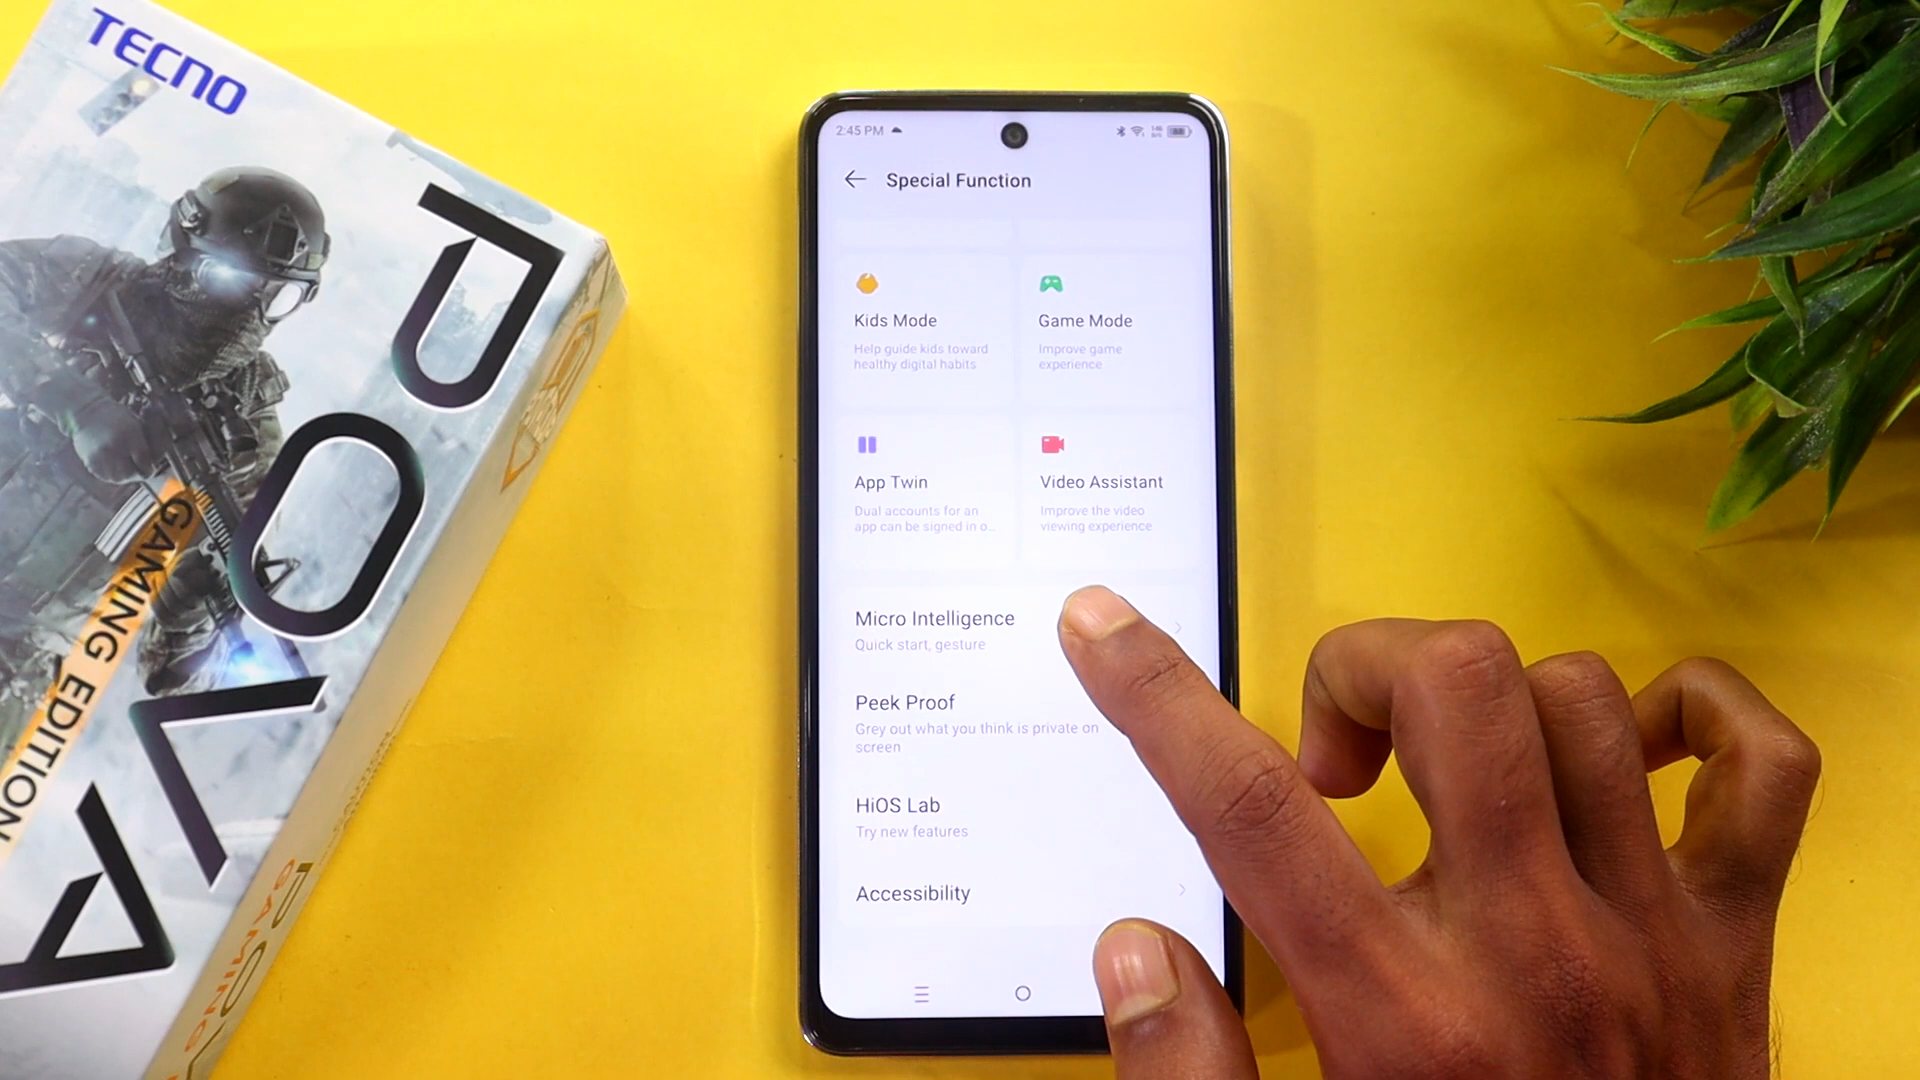 TECNO
POVA
GAMING EDITION
2:45 PM
Special Function
Kids Mode
Help guide kids toward
healthy digital habits
Game Mode
Improve game
experience
App Twin
Dual accounts for an
app can be signed in o...
Video Assistant
Improve the video
viewing experience
Micro Intelligence
Quick start, gesture
Peek Proof
Grey out what you think is private on
screen
HiOS Lab
Try new features
Accessibility